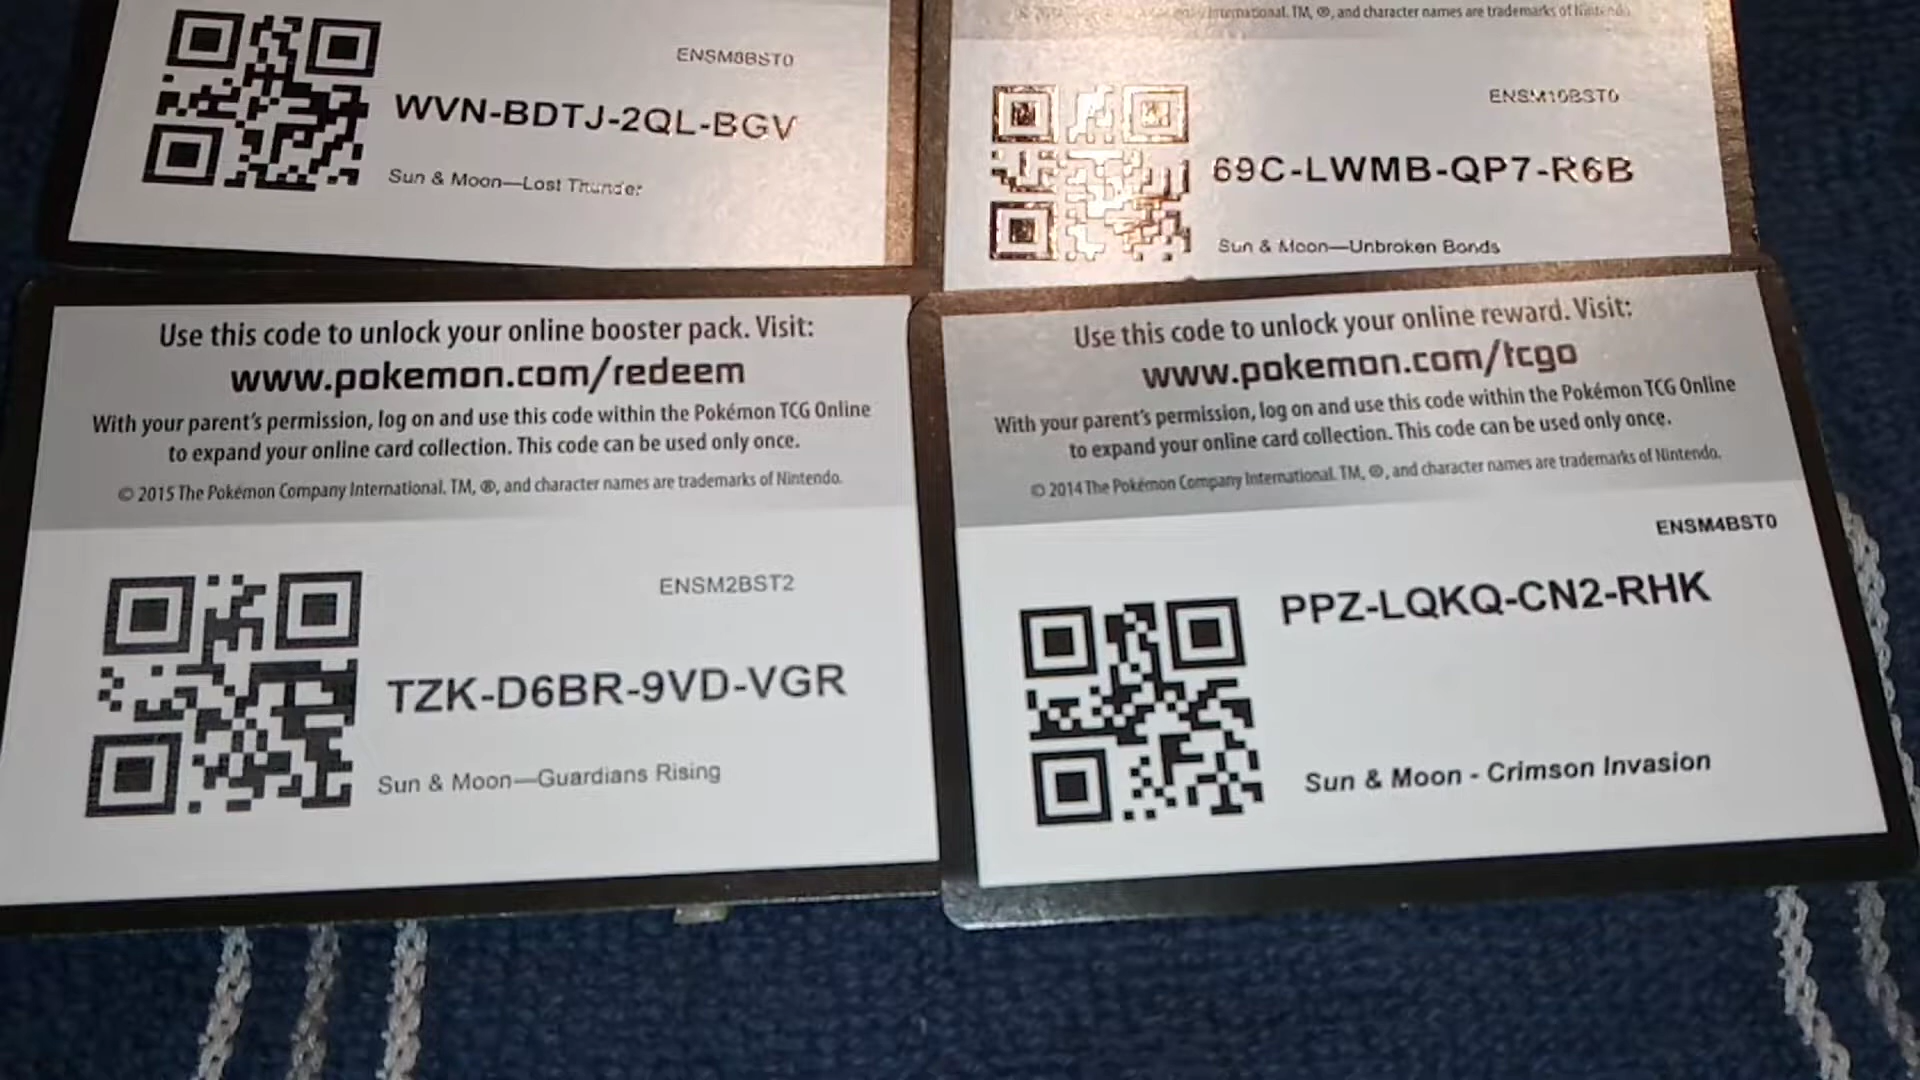 ENSM8BST0
WVN-BDTJ-2QL-BGV
Sun & Moon—Lost Thunder
International. TM, ®, and character names are trademarks of Nintendo.
ENSM10BST0
69C-LWMB-QP7-R6B
Sun & Moon—Unbroken Bonds
Use this code to unlock your online booster pack. Visit:
www.pokemon.com/redeem
With your parent's permission, log on and use this code within the Pokémon TCG Online
to expand your online card collection. This code can be used only once.
© 2015 The Pokémon Company International. TM, ®, and character names are trademarks of Nintendo.
ENSM2BST2
TZK-D6BR-9VD-VGR
Sun & Moon—Guardians Rising
Use this code to unlock your online reward. Visit:
www.pokemon.com/tcgo
With your parent's permission, log on and use this code within the Pokémon TCG Online
to expand your online card collection. This code can be used only once.
© 2014 The Pokémon Company International. TM, ®, and character names are trademarks of Nintendo.
ENSM4BST0
PPZ-LQKQ-CN2-RHK
Sun & Moon - Crimson Invasion